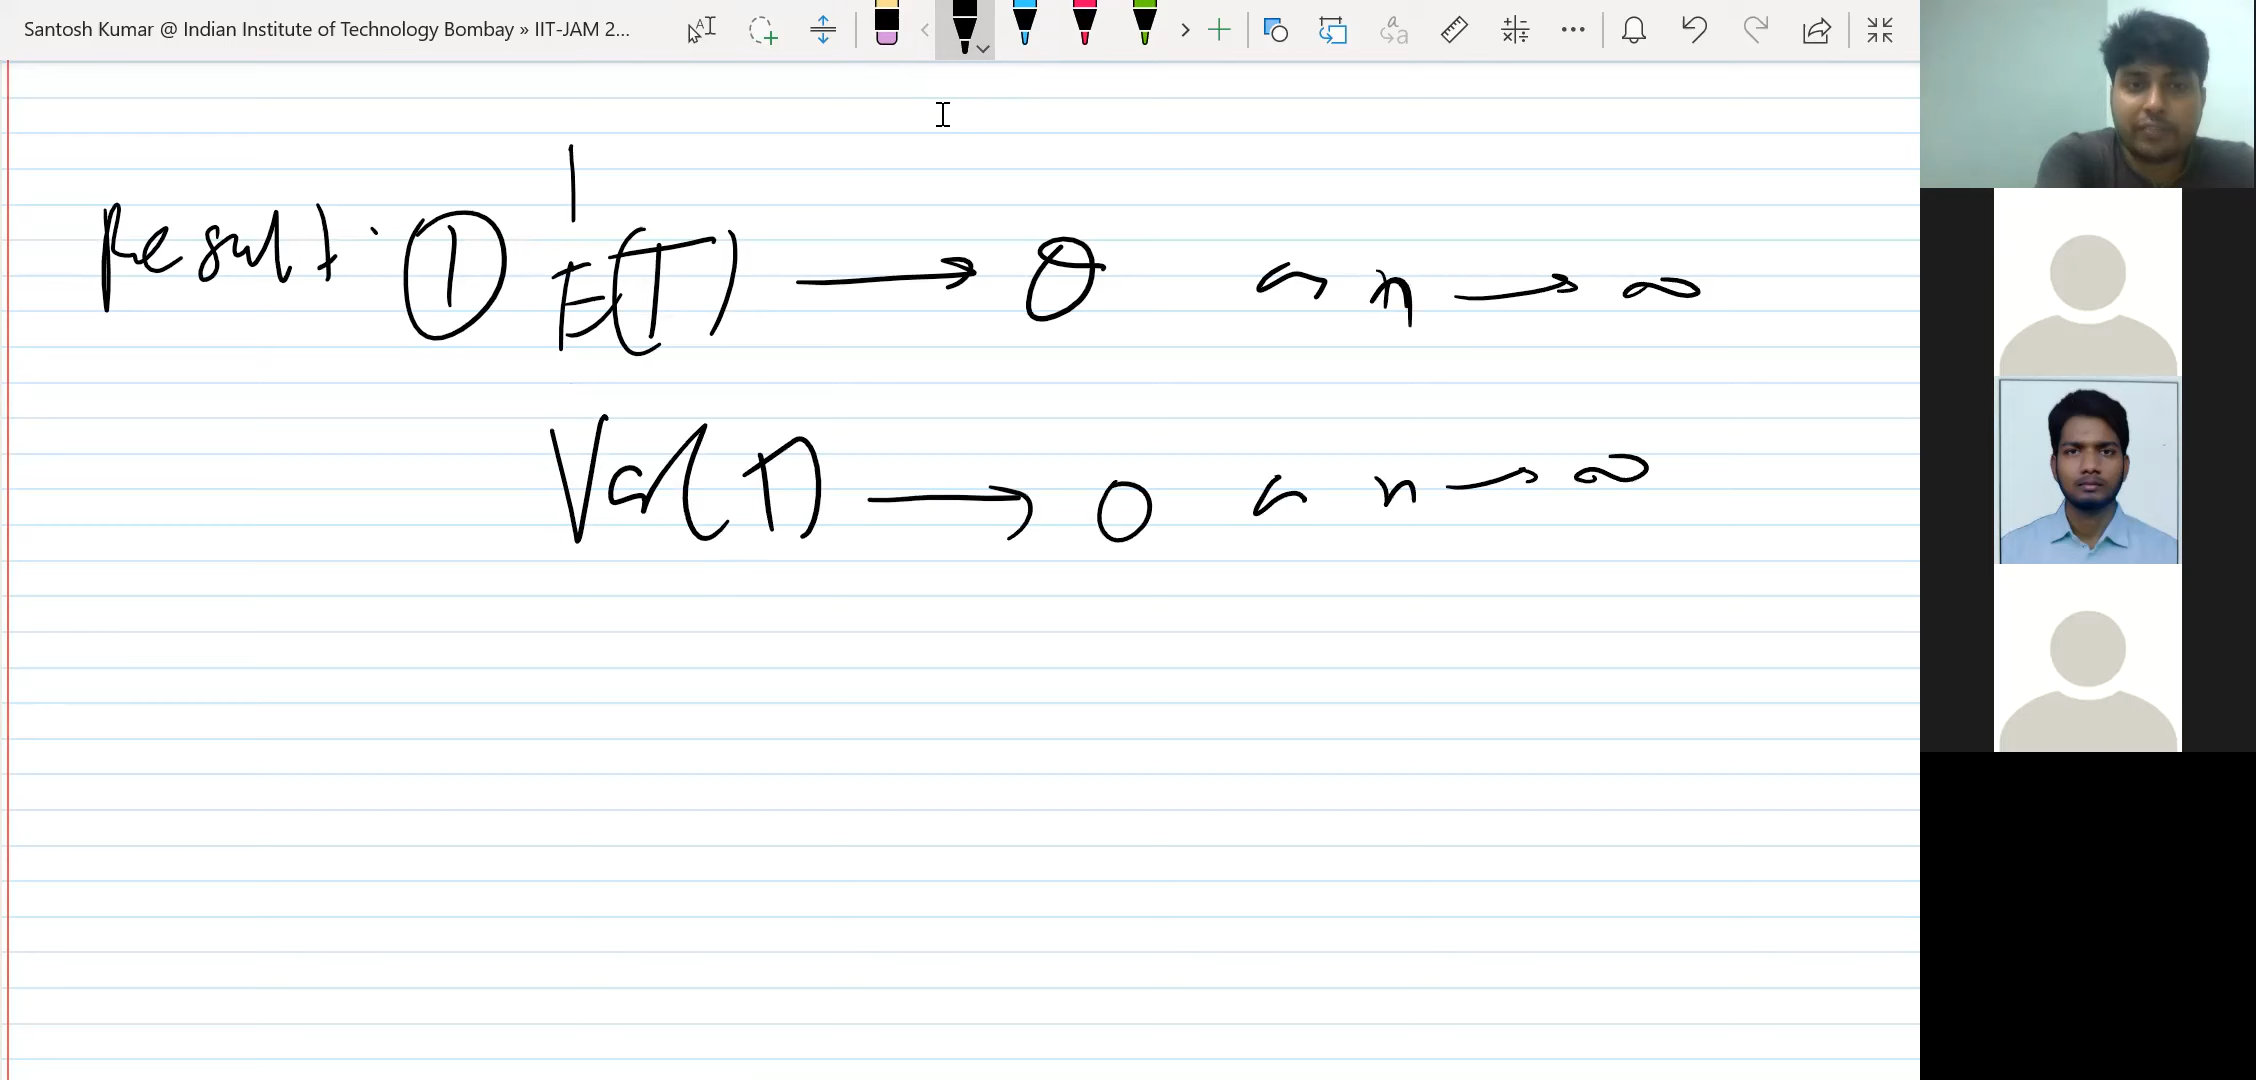 Santosh Kumar @ Indian Institute of Technology Bombay » IIT-JAM 2...
Result: ① E(T) → θ as n → ∞
Var(T) → 0 as n → ∞